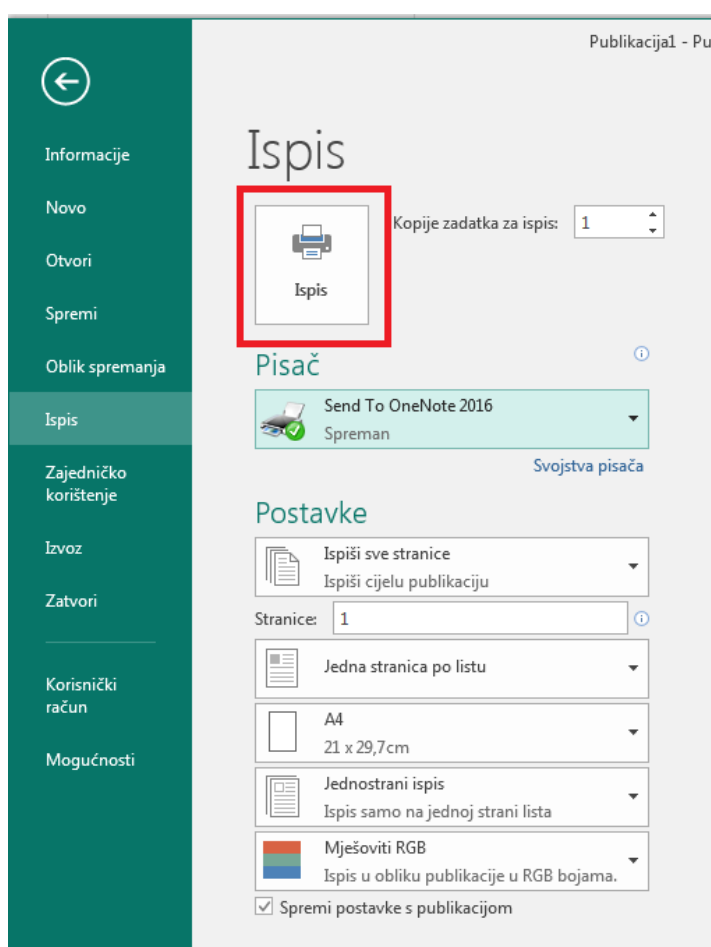 Publikacija1 - Pu
Informacije
Novo
Otvori
Spremi
Oblik spremanja
Ispis
Zajedničko
korištenje
Izvoz
Zatvori
Korisnički
račun
Mogućnosti
Ispis
Ispis
Kopije zadatka za ispis: 1
Pisač
Send To OneNote 2016
Spreman
Svojstva pisača
Postavke
Ispiši sve stranice
Ispiši cijelu publikaciju
Stranice: 1
Jedna stranica po listu
A4
21 x 29,7cm
Jednostrani ispis
Ispis samo na jednoj strani lista
Mješoviti RGB
Ispis u obliku publikacije u RGB bojama.
Spremi postavke s publikacijom